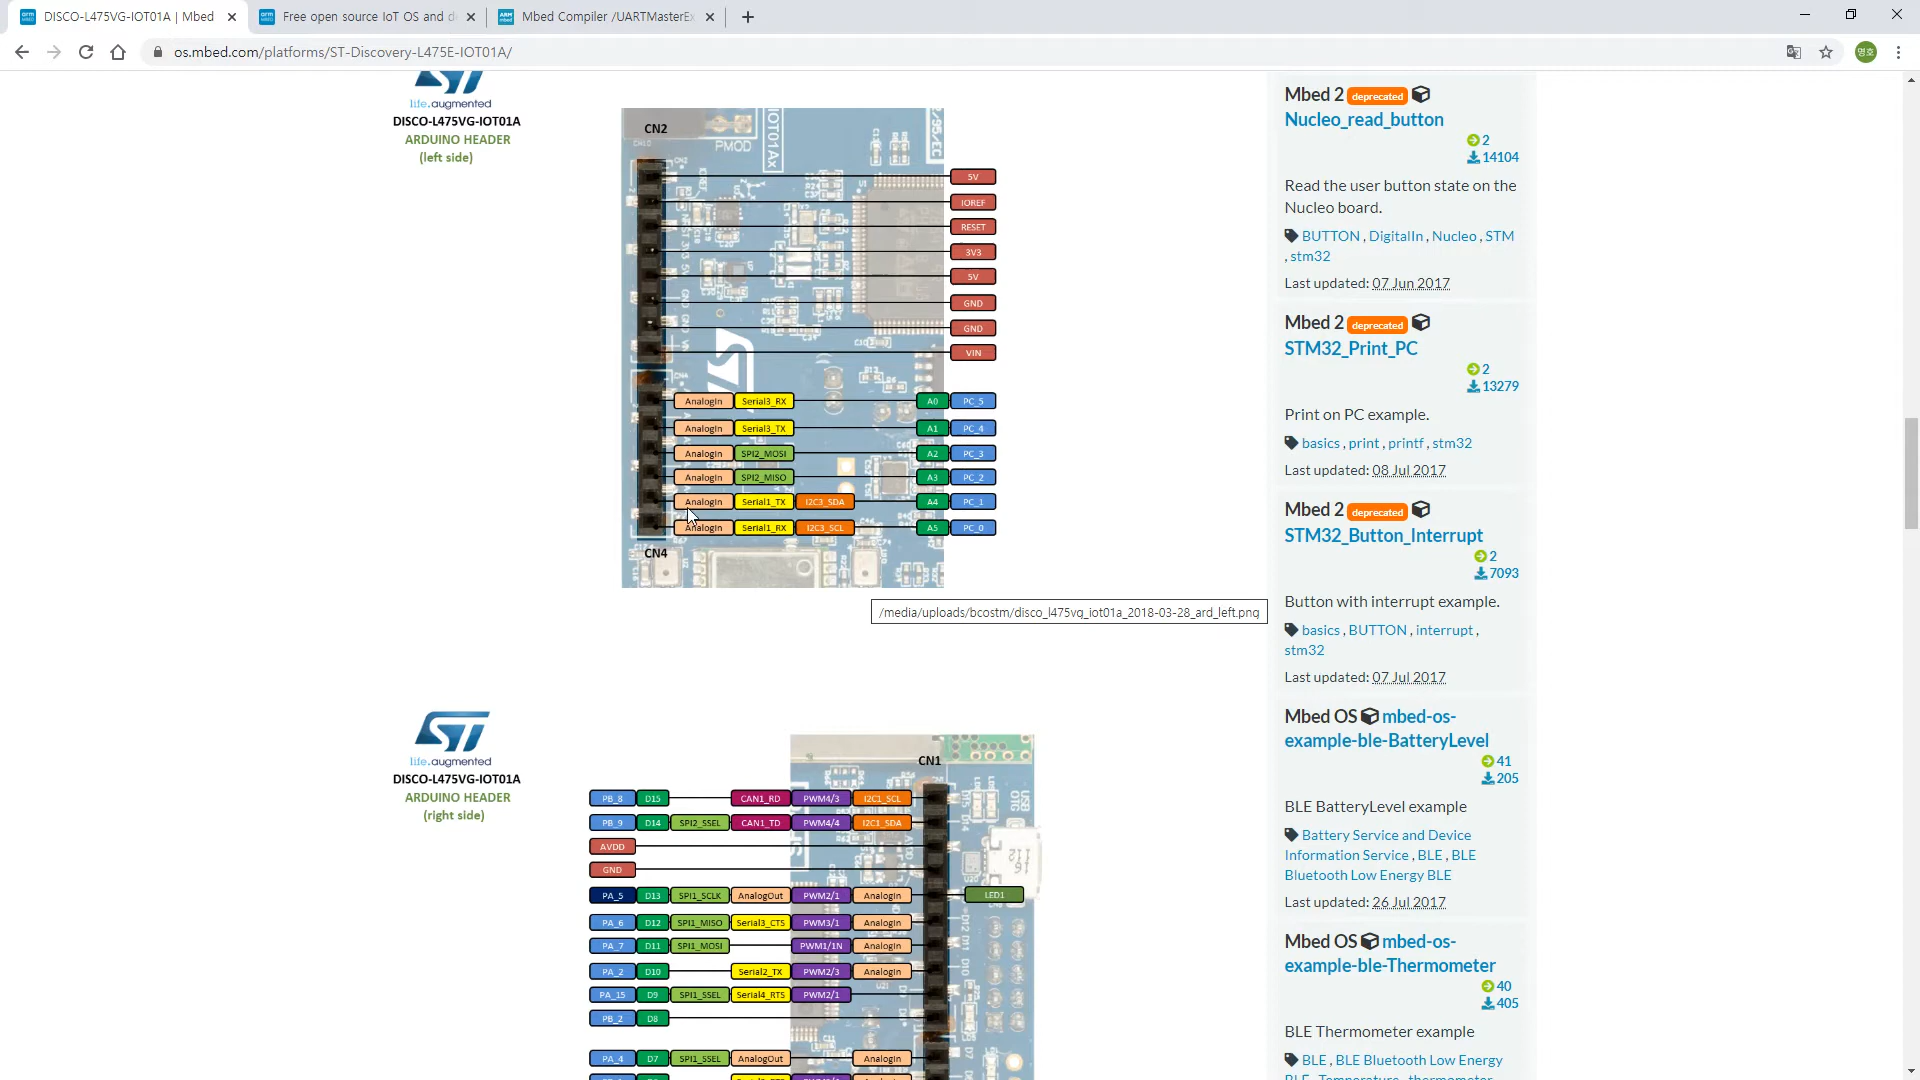 DISCO-L475VG-IOT01A | Mbed
Free open source IoT OS and d
Mbed Compiler /UARTMasterEx
os.mbed.com/platforms/ST-Discovery-L475E-IOT01A/
명호
life.augmented
DISCO-L475VG-IOT01A
ARDUINO HEADER
(left side)
CN2
PMOD
IOT01Ax
5V
IOREF
RESET
3V3
5V
GND
GND
VIN
AnalogIn Serial3_RX A0 PC_5
AnalogIn Serial3_TX A1 PC_4
AnalogIn SPI2_MOSI A2 PC_3
AnalogIn SPI2_MISO A3 PC_2
AnalogIn Serial1_TX I2C3_SDA A4 PC_1
AnalogIn Serial1_RX I2C3_SCL A5 PC_0
CN4
/media/uploads/bcostm/disco_l475vg_iot01a_2018-03-28_ard_left.png
ST
life.augmented
DISCO-L475VG-IOT01A
ARDUINO HEADER
(right side)
CN1
USB
OTG
PB_8 D15 CAN1_RD PWM4/3 I2C1_SCL
PB_9 D14 SPI2_SSEL CAN1_TD PWM4/4 I2C1_SDA
AVDD
GND
PA_5 D13 SPI1_SCLK AnalogOut PWM2/1 AnalogIn LED1
PA_6 D12 SPI1_MISO Serial3_CTS PWM3/1 AnalogIn
PA_7 D11 SPI1_MOSI PWM1/1N AnalogIn
PA_2 D10 Serial2_TX PWM2/3 AnalogIn
PA_15 D9 SPI1_SSEL Serial4_RTS PWM2/1
PB_2 D8
PA_4 D7 SPI1_SSEL AnalogOut AnalogIn
Mbed 2 deprecated
Nucleo_read_button
2
14104
Read the user button state on the
Nucleo board.
BUTTON , DigitalIn , Nucleo , STM
, stm32
Last updated: 07 Jun 2017
Mbed 2 deprecated
STM32_Print_PC
2
13279
Print on PC example.
basics , print , printf , stm32
Last updated: 08 Jul 2017
Mbed 2 deprecated
STM32_Button_Interrupt
2
7093
Button with interrupt example.
basics , BUTTON , interrupt ,
stm32
Last updated: 07 Jul 2017
Mbed OS mbed-os-
example-ble-BatteryLevel
41
205
BLE BatteryLevel example
Battery Service and Device
Information Service , BLE , BLE
Bluetooth Low Energy BLE
Last updated: 26 Jul 2017
Mbed OS mbed-os-
example-ble-Thermometer
40
405
BLE Thermometer example
BLE , BLE Bluetooth Low Energy
BLE , Temperature , thermometer